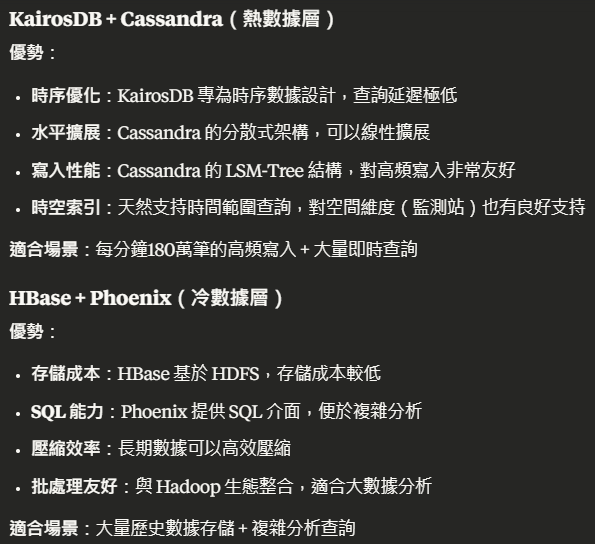 KairosDB + Cassandra（熱數據層）
優勢：
• 時序優化：KairosDB 專為時序數據設計，查詢延遲極低
• 水平擴展：Cassandra 的分散式架構，可以線性擴展
• 寫入性能：Cassandra 的 LSM-Tree 結構，對高頻寫入非常友好
• 時空索引：天然支持時間範圍查詢，對空間維度（監測站）也有良好支持
適合場景：每分鐘180萬筆的高頻寫入 + 大量即時查詢
HBase + Phoenix（冷數據層）
優勢：
• 存儲成本：HBase 基於 HDFS，存儲成本較低
• SQL 能力：Phoenix 提供 SQL 介面，便於複雜分析
• 壓縮效率：長期數據可以高效壓縮
• 批處理友好：與 Hadoop 生態整合，適合大數據分析
適合場景：大量歷史數據存儲 + 複雜分析查詢